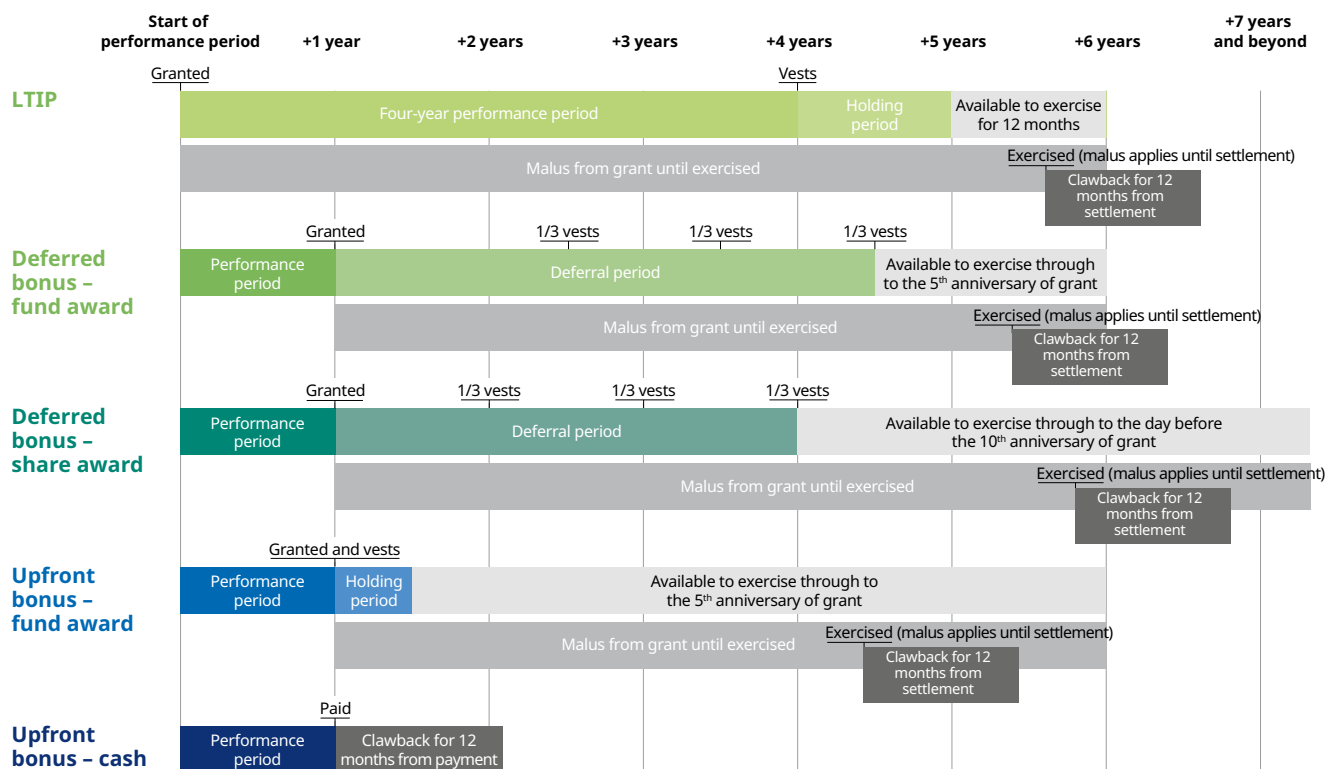 Start of
performance period
+1 year
+2 years
+3 years
+4 years
+5 years
+6 years
+7 years
and beyond
Granted
Vests
LTIP
Four-year performance period
Holding
period
Available to exercise
for 12 months
Malus from grant until exercised
Exercised (malus applies until settlement)
Clawback for 12
months from
settlement
Granted
1/3 vests
1/3 vests
1/3 vests
Deferred
bonus –
fund award
Performance
period
Deferral period
Available to exercise through
to the 5th anniversary of grant
Malus from grant until exercised
Exercised (malus applies until settlement)
Clawback for 12
months from
settlement
Granted
1/3 vests
1/3 vests
1/3 vests
Deferred
bonus –
share award
Performance
period
Deferral period
Available to exercise through to the day before
the 10th anniversary of grant
Malus from grant until exercised
Exercised (malus applies until settlement)
Clawback for 12
months from
settlement
Granted and vests
Upfront
bonus –
fund award
Performance
period
Holding
period
Available to exercise through to
the 5th anniversary of grant
Malus from grant until exercised
Exercised (malus applies until settlement)
Clawback for 12
months from
settlement
Paid
Upfront
bonus – cash
Performance
period
Clawback for 12
months from payment